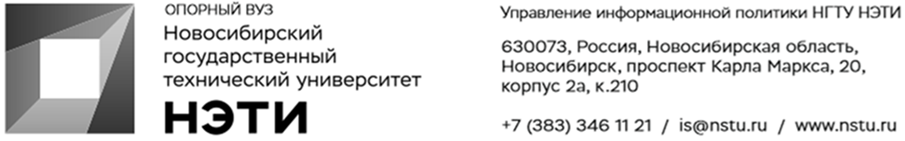 ОПОРНЫЙ ВУЗ
Новосибирский
государственный
технический университет
НЭТИ
Управление информационной политики НГТУ НЭТИ
630073, Россия, Новосибирская область,
Новосибирск, проспект Карла Маркса, 20,
корпус 2а, к.210
+7 (383) 346 11 21 / is@nstu.ru / www.nstu.ru